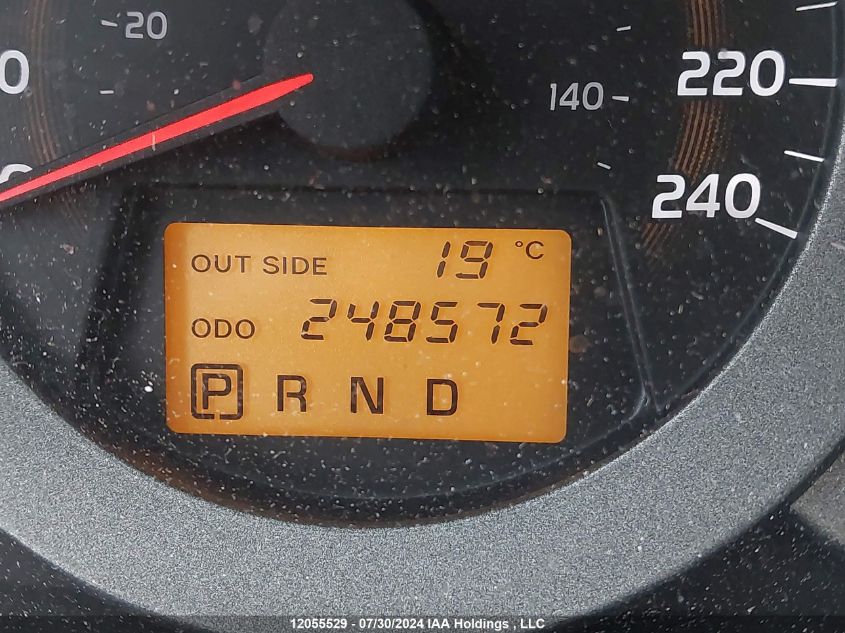 20
220
140
240
OUT SIDE 19 °C
ODO 248572
P R N D
12055529 - 07/30/2024 IAA Holdings , LLC